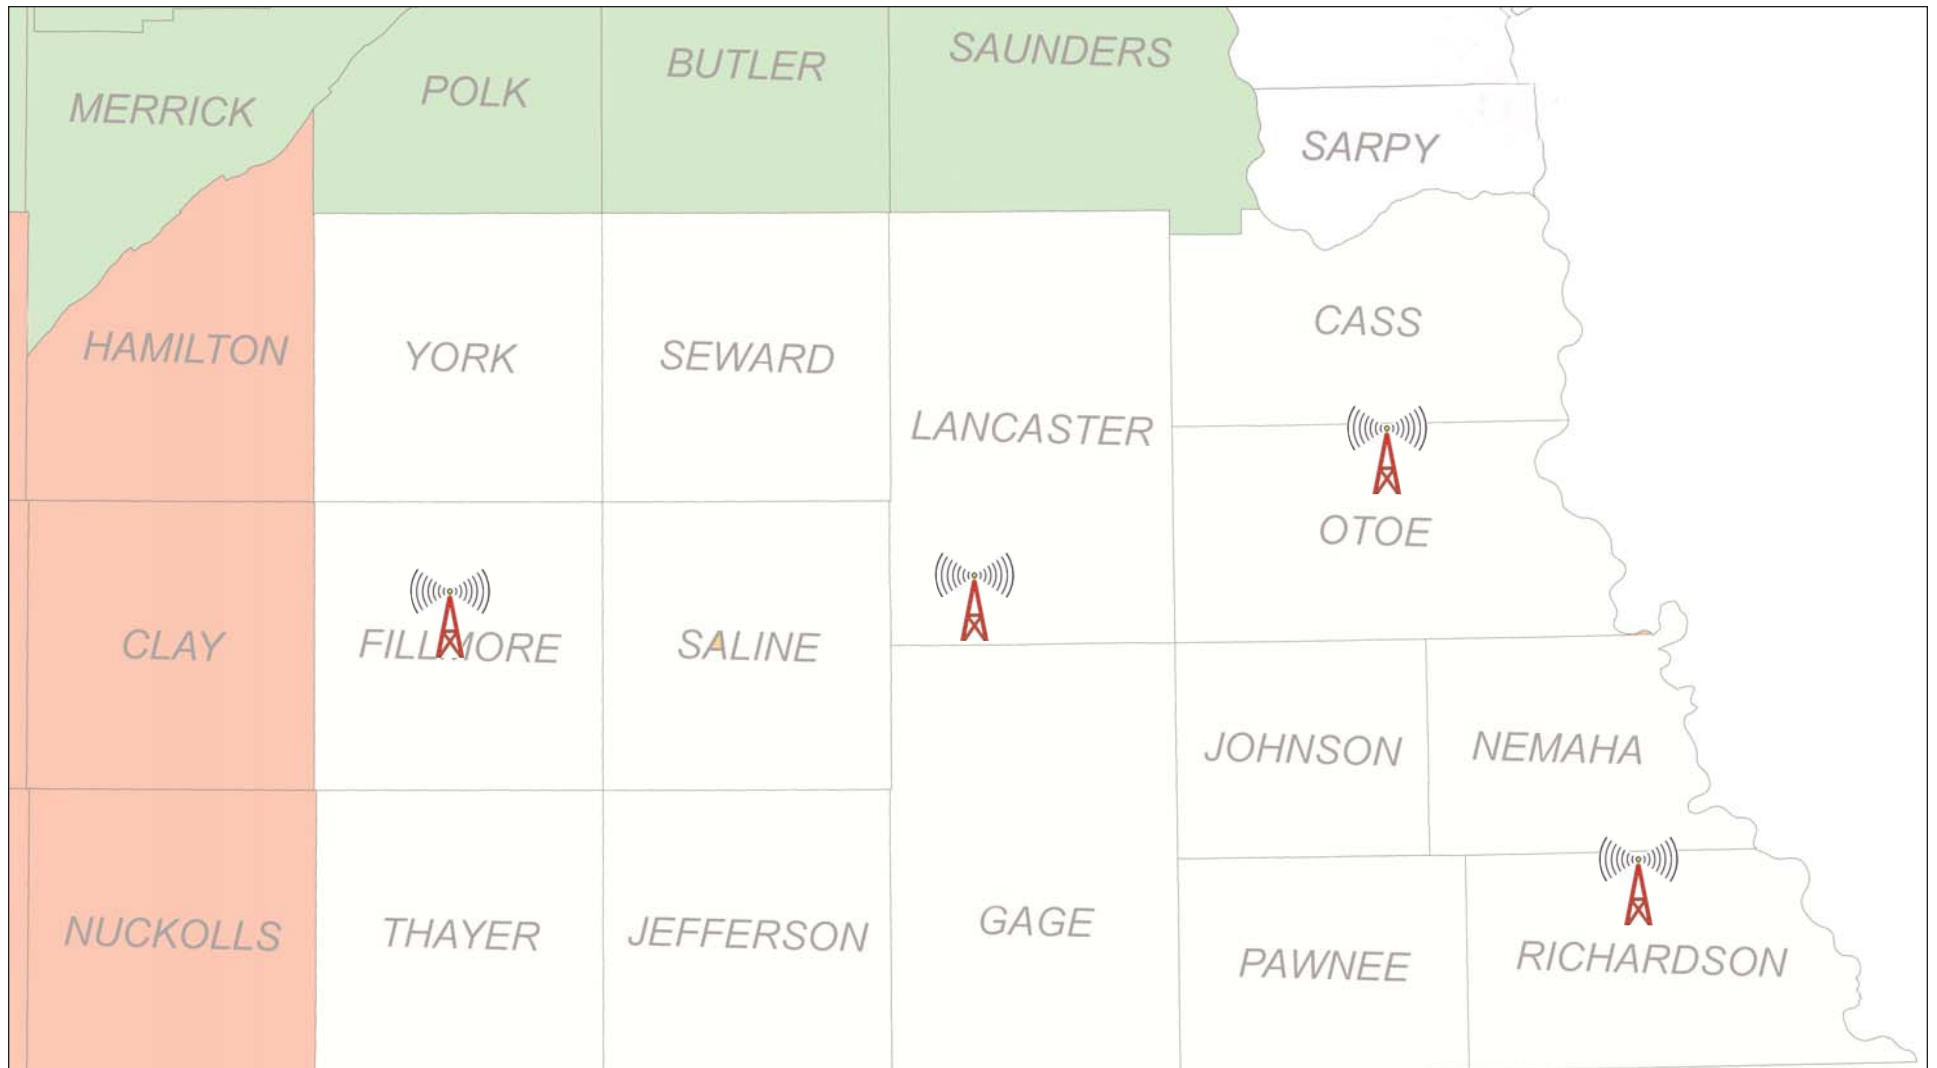 SAUNDERS
BUTLER
POLK
MERRICK
SARPY
CASS
HAMILTON
YORK
SEWARD
LANCASTER
OTOE
CLAY
FILLMORE
SALINE
JOHNSON
NEMAHA
NUCKOLLS
THAYER
JEFFERSON
GAGE
PAWNEE
RICHARDSON